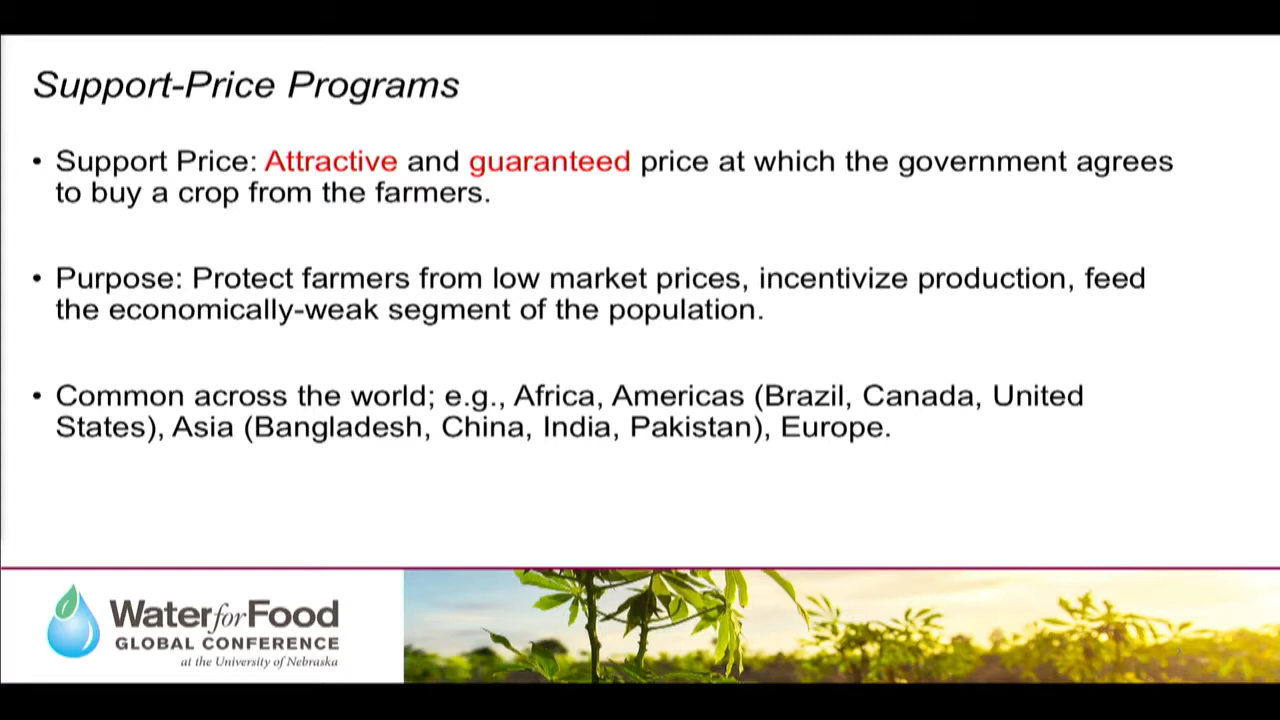 Support-Price Programs
• Support Price: Attractive and guaranteed price at which the government agrees
to buy a crop from the farmers.
• Purpose: Protect farmers from low market prices, incentivize production, feed
the economically-weak segment of the population.
• Common across the world; e.g., Africa, Americas (Brazil, Canada, United
States), Asia (Bangladesh, China, India, Pakistan), Europe.
Water for Food
GLOBAL CONFERENCE
at the University of Nebraska